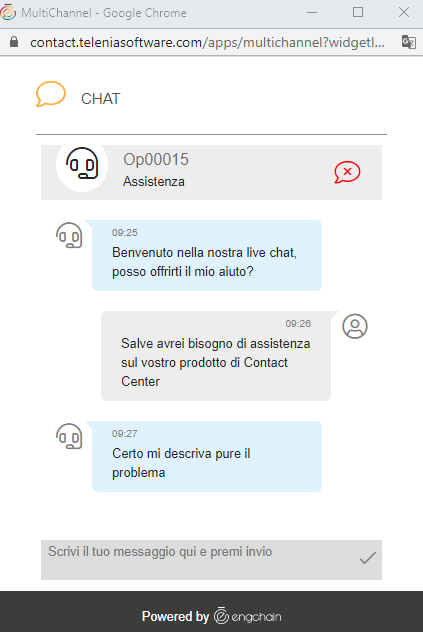 MultiChannel - Google Chrome
contact.teleniasoftware.com/apps/multichannel?widgetI...
CHAT
Op00015
Assistenza
09:25
Benvenuto nella nostra live chat,
posso offrirti il mio aiuto?
09:26
Salve avrei bisogno di assistenza
sul vostro prodotto di Contact
Center
09:27
Certo mi descriva pure il
problema
Scrivi il tuo messaggio qui e premi invio
Powered by engchain